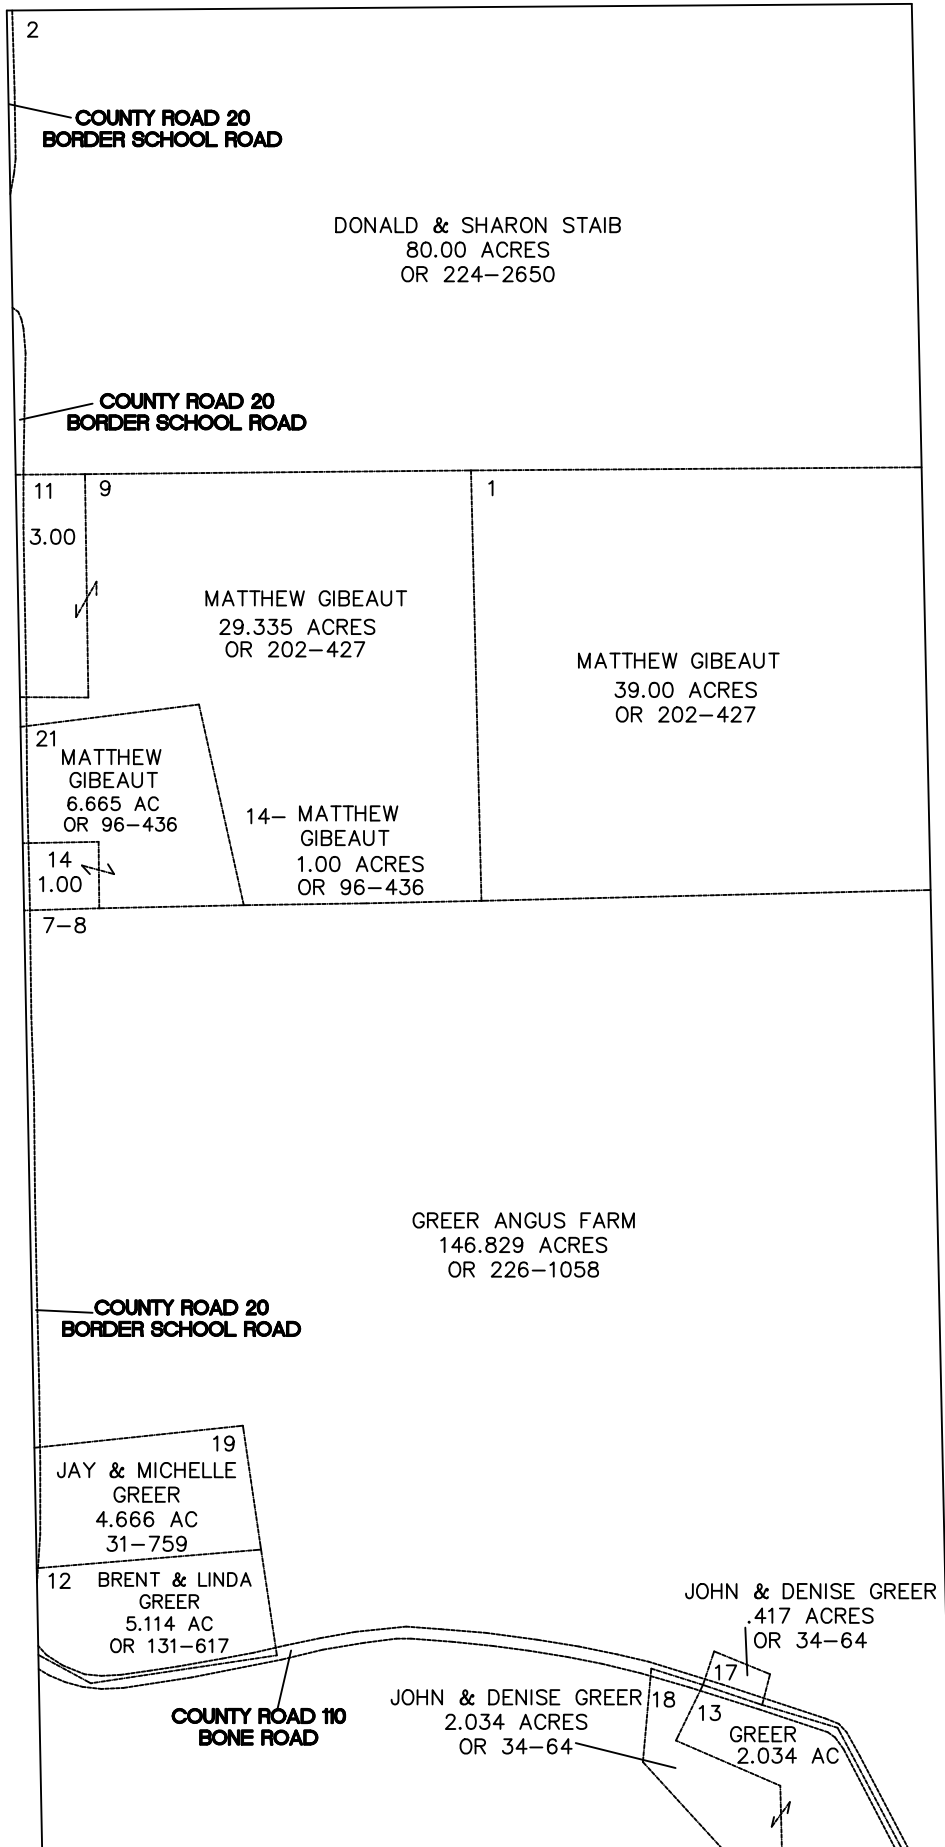 2
COUNTY ROAD 20
BORDER SCHOOL ROAD
DONALD & SHARON STAIB
80.00 ACRES
OR 224-2650
COUNTY ROAD 20
BORDER SCHOOL ROAD
11
3.00
9
MATTHEW GIBEAUT
29.335 ACRES
OR 202-427
1
MATTHEW GIBEAUT
39.00 ACRES
OR 202-427
21
MATTHEW
GIBEAUT
6.665 AC
OR 96-436
14- MATTHEW
GIBEAUT
1.00 ACRES
OR 96-436
14
1.00
7-8
GREER ANGUS FARM
146.829 ACRES
OR 226-1058
COUNTY ROAD 20
BORDER SCHOOL ROAD
19
JAY & MICHELLE
GREER
4.666 AC
31-759
12
BRENT & LINDA
GREER
5.114 AC
OR 131-617
JOHN & DENISE GREER
.417 ACRES
OR 34-64
17
COUNTY ROAD 110
BONE ROAD
JOHN & DENISE GREER
2.034 ACRES
OR 34-64
18
13
GREER
2.034 AC